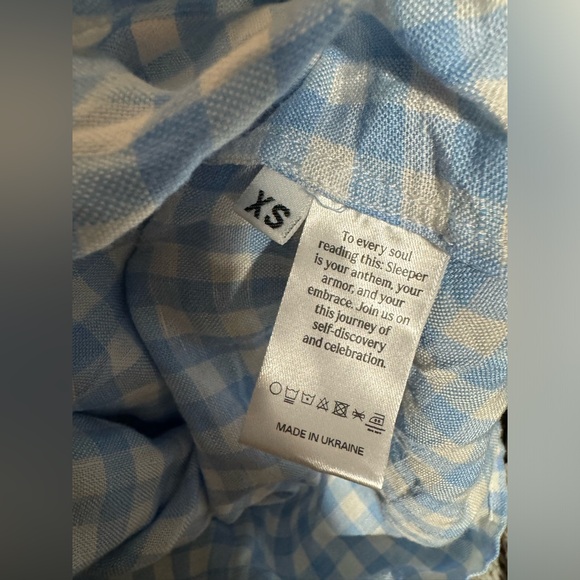 XS
To every soul
reading this: Sleeper
is your anthem, your
armor, and your
embrace. Join us on
this journey of
self-discovery
and celebration.
MADE IN UKRAINE